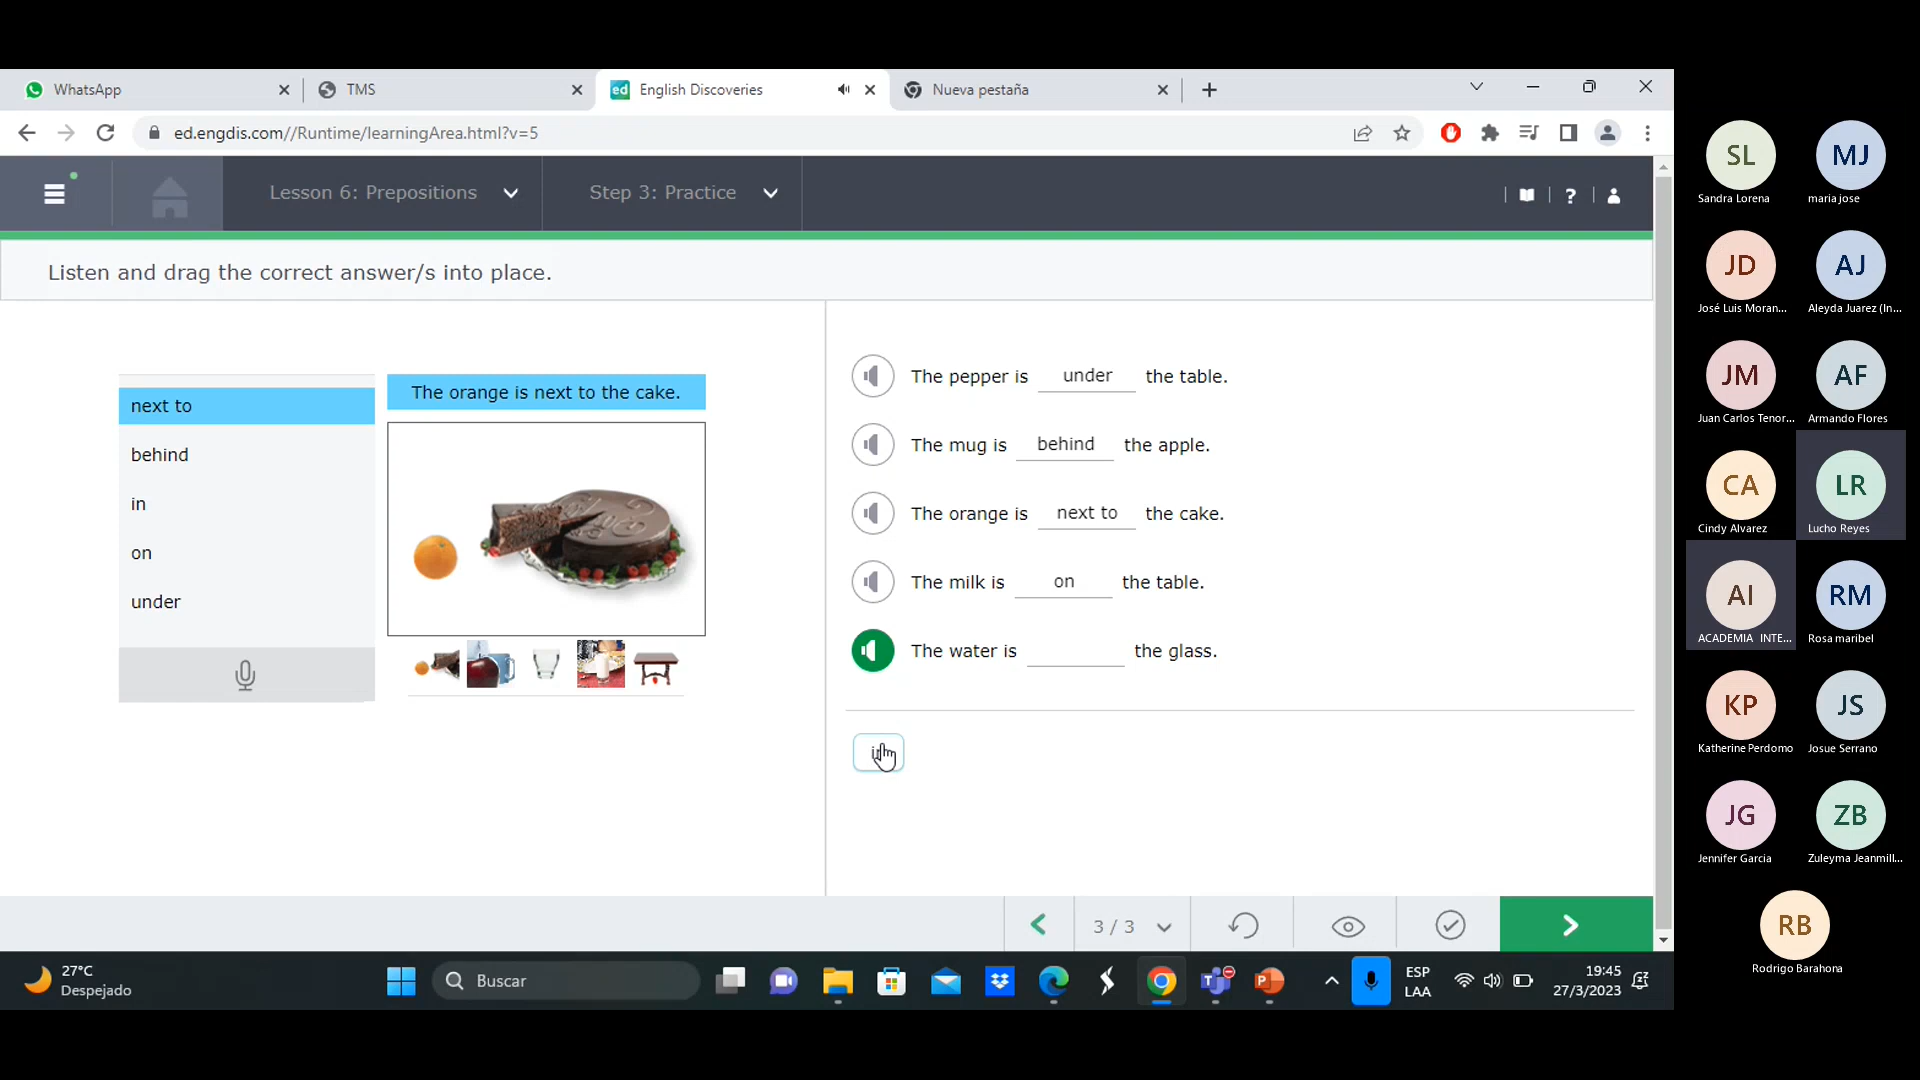 WhatsApp
TMS
ed English Discoveries
Nueva pestaña
ed.engdis.com//Runtime/learningArea.html?v=5
Lesson 6: Prepositions
Step 3: Practice
?
Listen and drag the correct answer/s into place.
next to
behind
in
on
under
The orange is next to the cake.
The pepper is under the table.
The mug is behind the apple.
The orange is next to the cake.
The milk is on the table.
The water is the glass.
3 / 3
27°C
Despejado
Buscar
ESP
LAA
19:45
27/3/2023
SL
Sandra Lorena
MJ
maria jose
JD
José Luis Moran...
AJ
Aleyda Juarez (In...
JM
Juan Carlos Tenor...
AF
Armando Flores
CA
Cindy Alvarez
LR
Lucho Reyes
AI
ACADEMIA INTE...
RM
Rosa maribel
KP
Katherine Perdomo
JS
Josue Serrano
JG
Jennifer Garcia
ZB
Zuleyma Jeanmill...
RB
Rodrigo Barahona